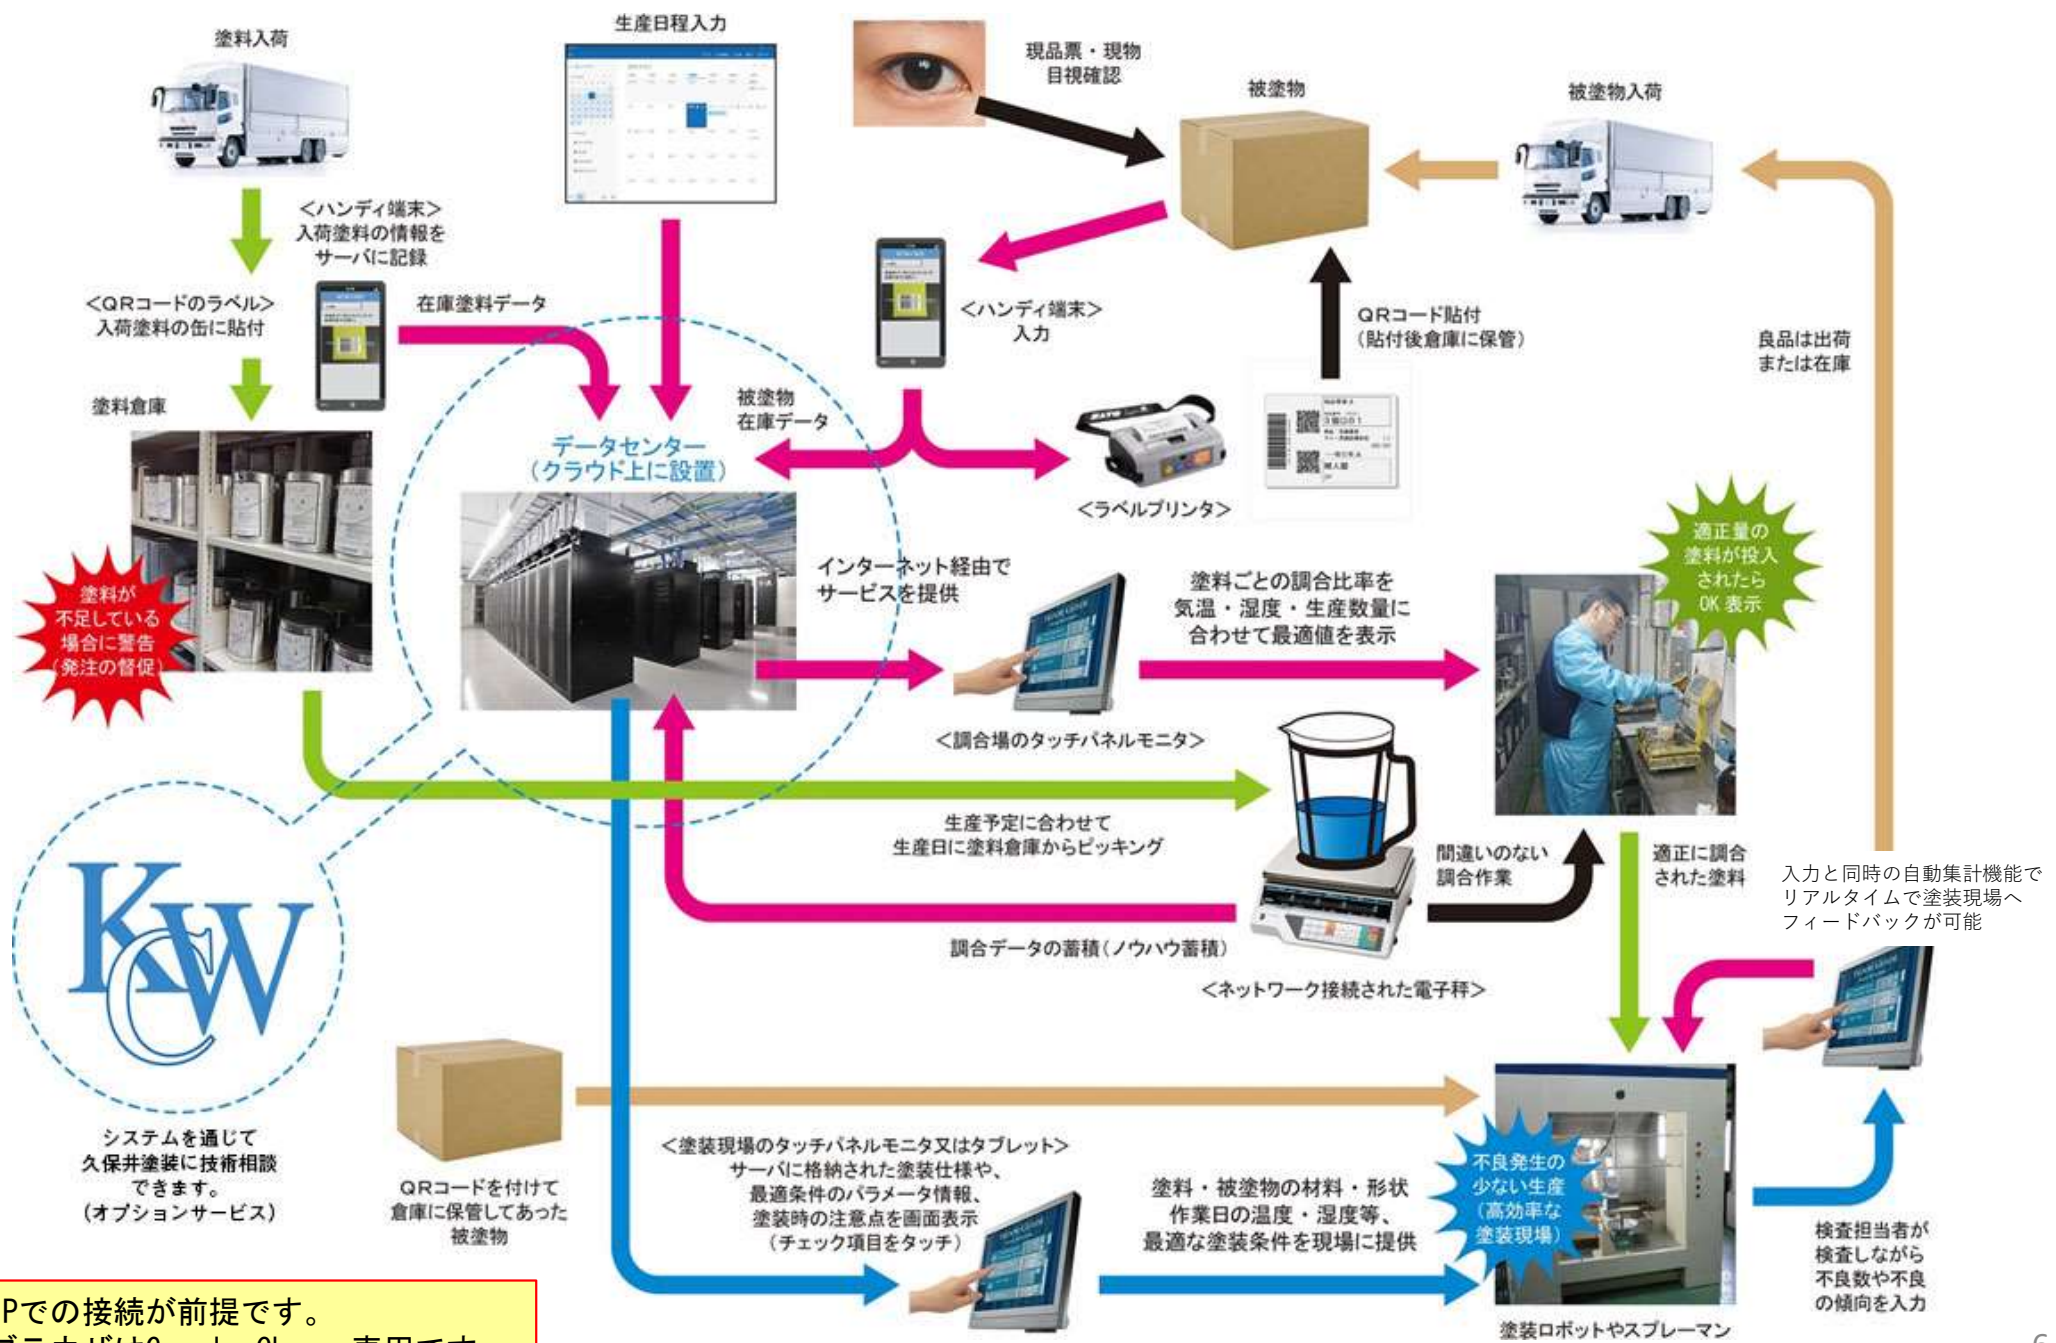 塗料入荷
生産日程入力
現品票・現物
目視確認
被塗物
被塗物入荷
<ハンディ端末>
入荷塗料の情報を
サーバに記録
<QRコードのラベル>
入荷塗料の缶に貼付
在庫塗料データ
<ハンディ端末>
入力
QRコード貼付
(貼付後倉庫に保管)
良品は出荷
または在庫
塗料倉庫
被塗物
在庫データ
データセンター
(クラウド上に設置)
<ラベルプリンタ>
塗料が
不足している
場合に警告
(発注の督促)
インターネット経由で
サービスを提供
塗料ごとの調合比率を
気温・湿度・生産数量に
合わせて最適値を表示
適正量の
塗料が投入
されたら
OK表示
<調合場のタッチパネルモニタ>
生産予定に合わせて
生産日に塗料倉庫からピッキング
間違いのない
調合作業
適正に調合
された塗料
入力と同時の自動集計機能で
リアルタイムで塗装現場へ
フィードバックが可能
調合データの蓄積(ノウハウ蓄積)
<ネットワーク接続された電子秤>
KCW
システムを通じて
久保井塗装に技術相談
できます。
(オプションサービス)
QRコードを付けて
倉庫に保管してあった
被塗物
<塗装現場のタッチパネルモニタ又はタブレット>
サーバに格納された塗装仕様や、
最適条件のパラメータ情報、
塗装時の注意点を画面表示
(チェック項目をタッチ)
塗料・被塗物の材料・形状
作業日の温度・湿度等、
最適な塗装条件を現場に提供
不良発生の
少ない生産
(高効率な
塗装現場)
検査担当者が
検査しながら
不良数や不良
の傾向を入力
塗装ロボットやスプレーマン
Pでの接続が前提です。